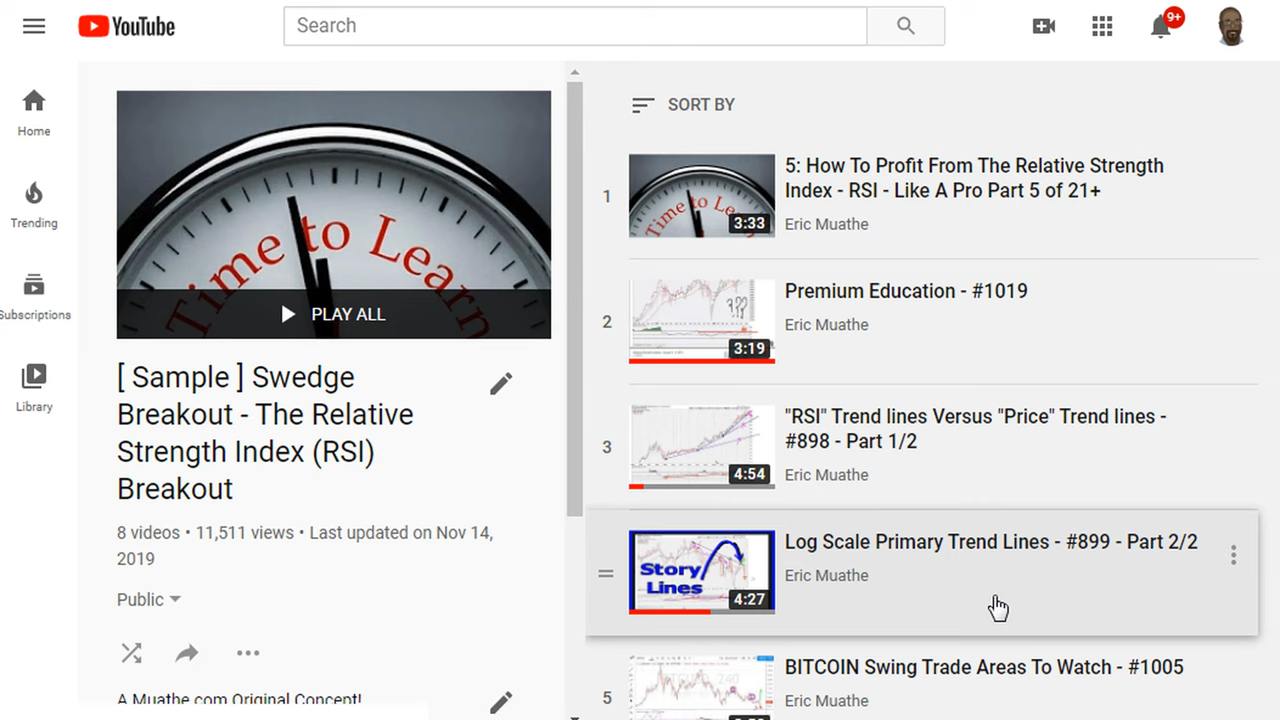 YouTube
Search
9+
Home
Trending
Subscriptions
Library
Time to Learn
PLAY ALL
[ Sample ] Swedge
Breakout - The Relative
Strength Index (RSI)
Breakout
8 videos • 11,511 views • Last updated on Nov 14,
2019
Public
A Muathe.com Original Concept!
SORT BY
1
Time to Learn
3:33
5: How To Profit From The Relative Strength
Index - RSI - Like A Pro Part 5 of 21+
Eric Muathe
2
???
3:19
Premium Education - #1019
Eric Muathe
3
4:54
"RSI" Trend lines Versus "Price" Trend lines -
#898 - Part 1/2
Eric Muathe
Story
Lines
4:27
Log Scale Primary Trend Lines - #899 - Part 2/2
Eric Muathe
5
BITCOIN Swing Trade Areas To Watch - #1005
Eric Muathe